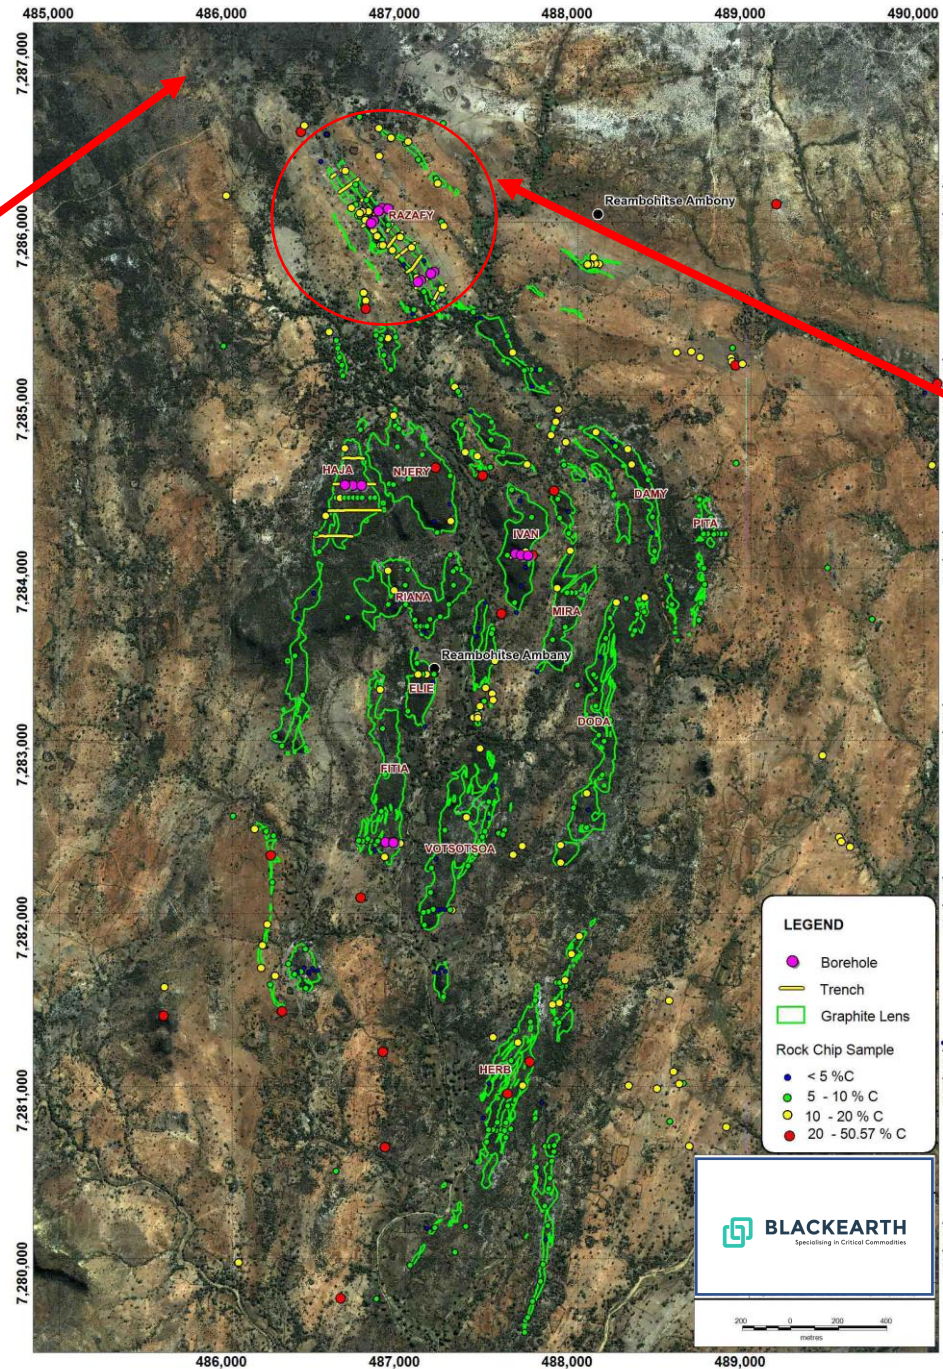 485,000 486,000 487,000 488,000 489,000 490,000
7,287,000
7,286,000
7,285,000
7,284,000
7,283,000
7,282,000
7,281,000
7,280,000
RAZAFY
Reambohitse Ambony
HAJA
NJERY
DAMY
PITA
IVAN
RIANA
MIRA
Reambohitse Ambany
ELIE
DODA
FITIA
VOTSOTSOA
HERB
LEGEND
Borehole
Trench
Graphite Lens
Rock Chip Sample
< 5 %C
5 - 10 % C
10 - 20 % C
20 - 50.57 % C
BLACKEARTH
Specialising in Critical Commodities
200 0 200 400
metres
486,000 487,000 488,000 489,000